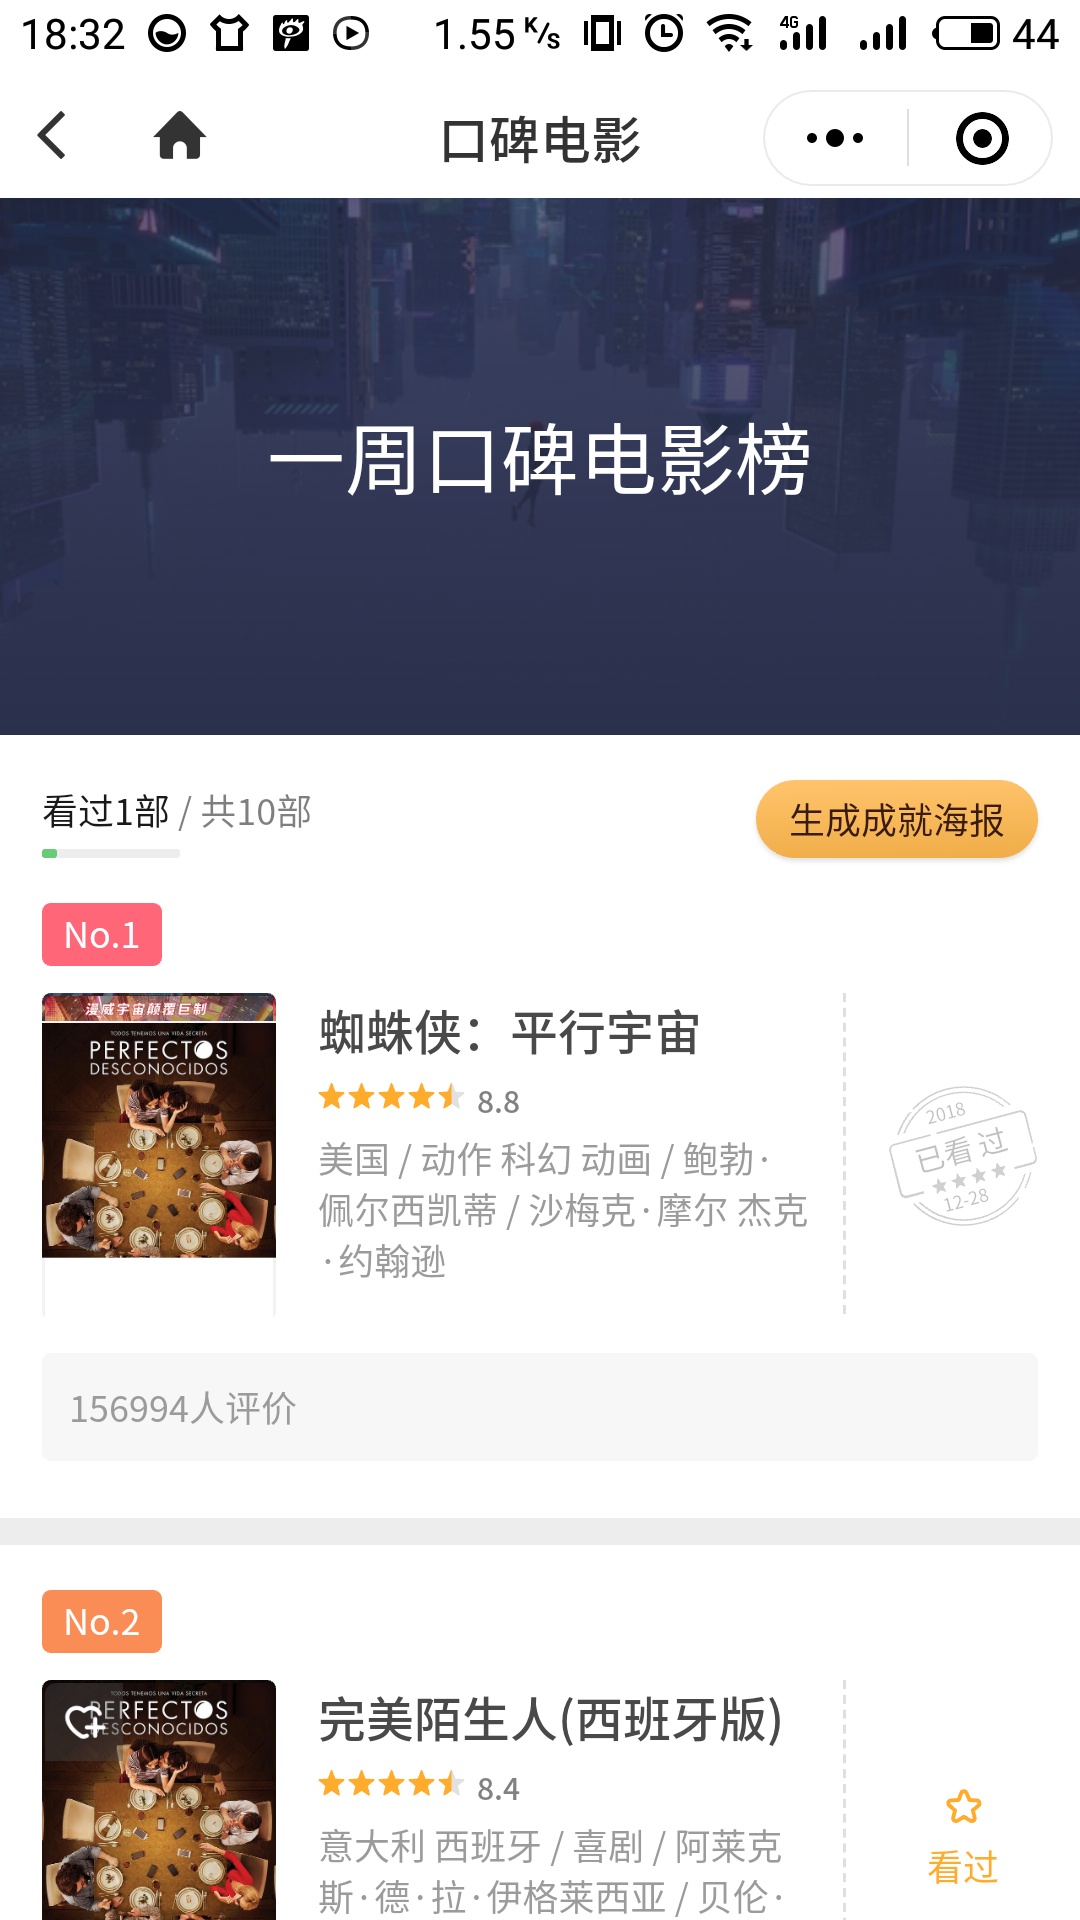 18:32 1.55 K/s 4G 44
口碑电影
一周口碑电影榜
看过1部 / 共10部
生成成就海报
No.1
漫威宇宙颠覆巨制
TODOS TENEMOS UNA VIDA SECRETA
PERFECTOS
DESCONOCIDOS
蜘蛛侠：平行宇宙
8.8
美国 / 动作 科幻 动画 / 鲍勃·
佩尔西凯蒂 / 沙梅克·摩尔 杰克
·约翰逊
2018
已看过
12-28
156994人评价
No.2
TODOS TENEMOS UNA VIDA SECRETA
PERFECTOS
DESCONOCIDOS
完美陌生人(西班牙版)
8.4
意大利 西班牙 / 喜剧 / 阿莱克
斯·德·拉·伊格莱西亚 / 贝伦·
看过